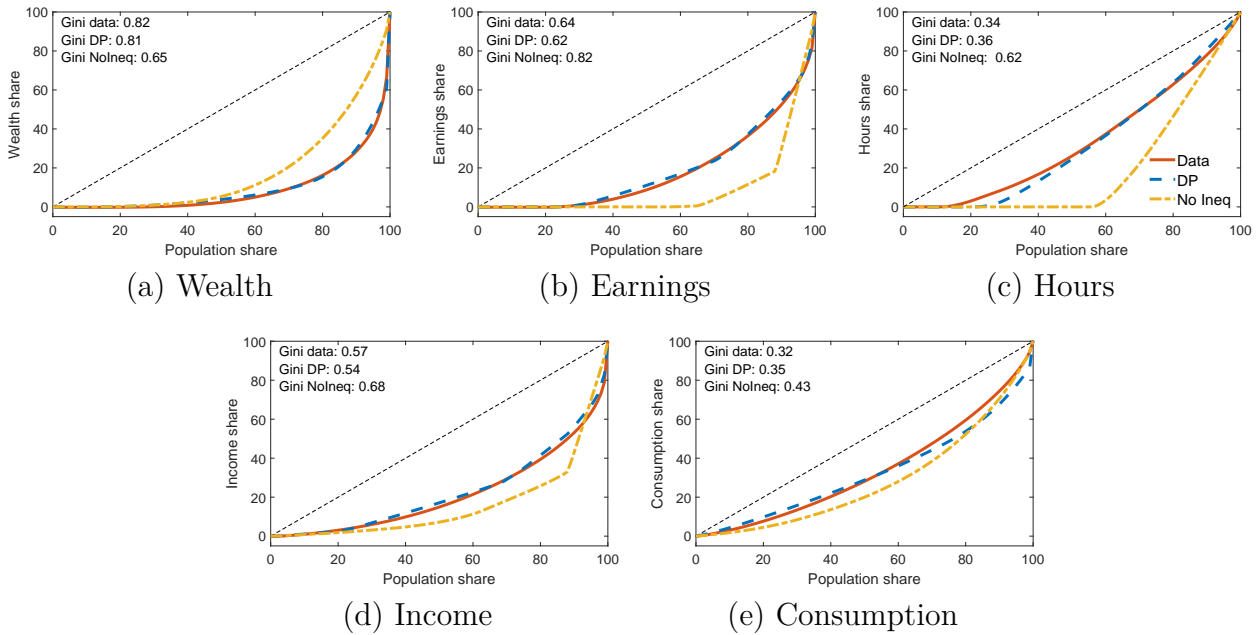 Gini data: 0.82
Gini DP: 0.81
Gini NoIneq: 0.65
Wealth share
100
80
60
40
20
0
0 20 40 60 80 100
Population share
(a) Wealth
Gini data: 0.64
Gini DP: 0.62
Gini NoIneq: 0.82
Earnings share
100
80
60
40
20
0
0 20 40 60 80 100
Population share
(b) Earnings
Gini data: 0.34
Gini DP: 0.36
Gini NoIneq: 0.62
Hours share
100
80
60
40
20
0
Data
DP
No Ineq
0 20 40 60 80 100
Population share
(c) Hours
Gini data: 0.57
Gini DP: 0.54
Gini NoIneq: 0.68
Income share
100
80
60
40
20
0
0 20 40 60 80 100
Population share
(d) Income
Gini data: 0.32
Gini DP: 0.35
Gini NoIneq: 0.43
Consumption share
100
80
60
40
20
0
0 20 40 60 80 100
Population share
(e) Consumption